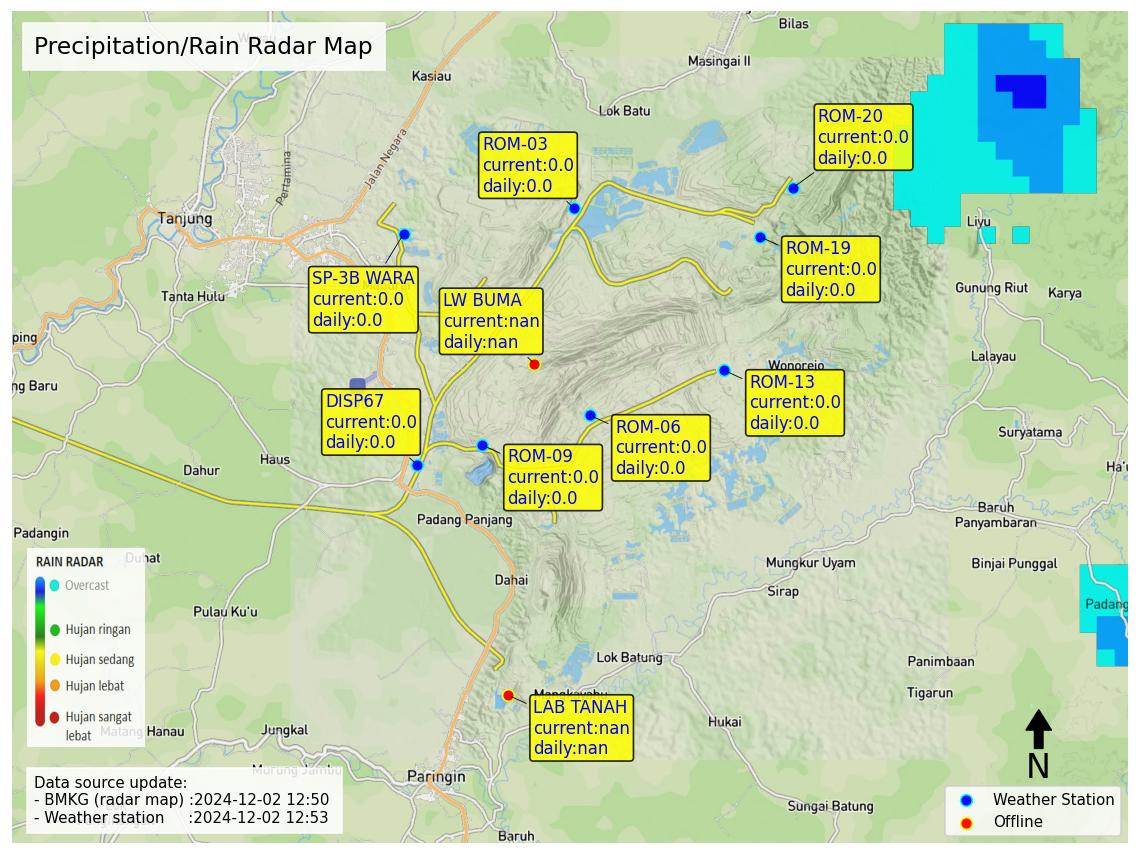 Precipitation/Rain Radar Map
Bilas
Masingai II
Kasiau
Lok Batu
Jalan Negara
Pertamina
Tanjung
Tanta Hulu
ROM-03
current:0.0
daily:0.0
ROM-20
current:0.0
daily:0.0
ROM-19
current:0.0
daily:0.0
Liyu
SP-3B WARA
current:0.0
daily:0.0
LW BUMA
current:nan
daily:nan
Gunung Riut
Karya
ping
Lalayau
ng Baru
Wonorejo
ROM-13
current:0.0
daily:0.0
DISP67
current:0.0
daily:0.0
ROM-06
current:0.0
daily:0.0
ROM-09
current:0.0
daily:0.0
Suryatama
Ha'u
Haus
Dahur
Baruh
Panyambaran
Padang Panjang
Padangin
Duhat
Mungkur Uyam
Binjai Punggal
Dahai
Sirap
Padang
Pulau Ku'u
RAIN RADAR
Overcast
Hujan ringan
Hujan sedang
Hujan lebat
Hujan sangat
lebat
Lok Batung
Panimbaan
Tigarun
Mangkayahu
LAB TANAH
current:nan
daily:nan
Hukai
Matang Hanau
Jungkal
Murung Jambu
Paringin
Sungai Batung
Baruh
Data source update:
- BMKG (radar map) :2024-12-02 12:50
- Weather station :2024-12-02 12:53
N
Weather Station
Offline